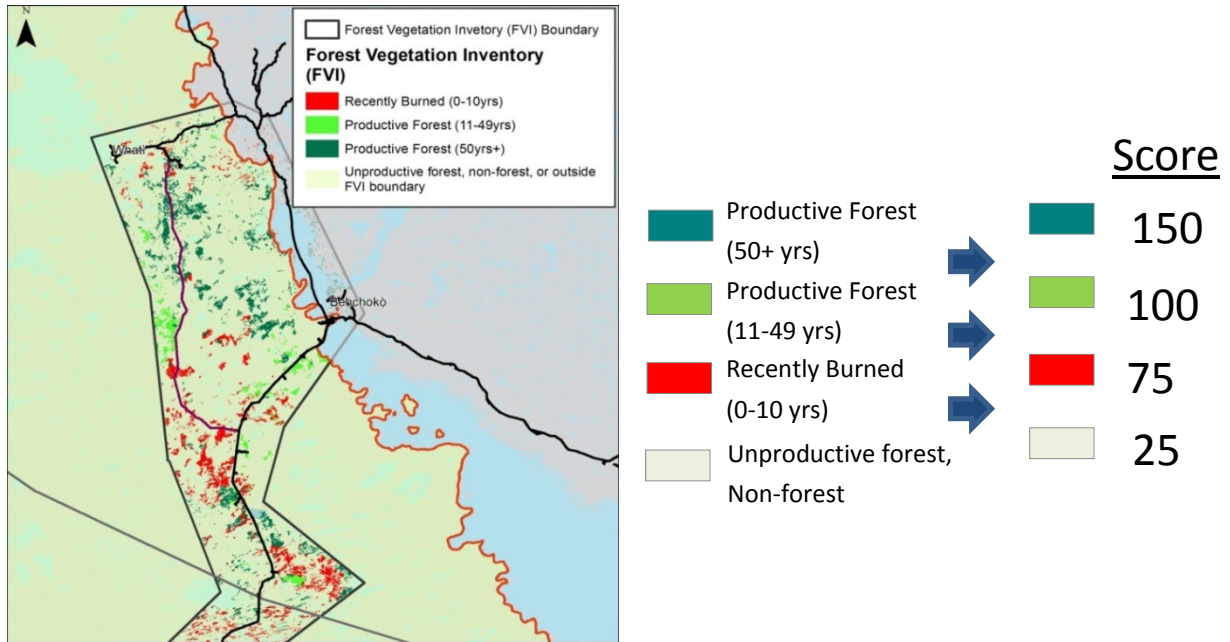 N
Forest Vegetation Invetory (FVI) Boundary
Forest Vegetation Inventory
(FVI)
Recently Burned (0-10yrs)
Productive Forest (11-49yrs)
Productive Forest (50yrs+)
Unproductive forest, non-forest, or outside
FVI boundary
Whatì
Behchokò
Score
Productive Forest
(50+ yrs)
150
Productive Forest
(11-49 yrs)
100
Recently Burned
(0-10 yrs)
75
Unproductive forest,
Non-forest
25